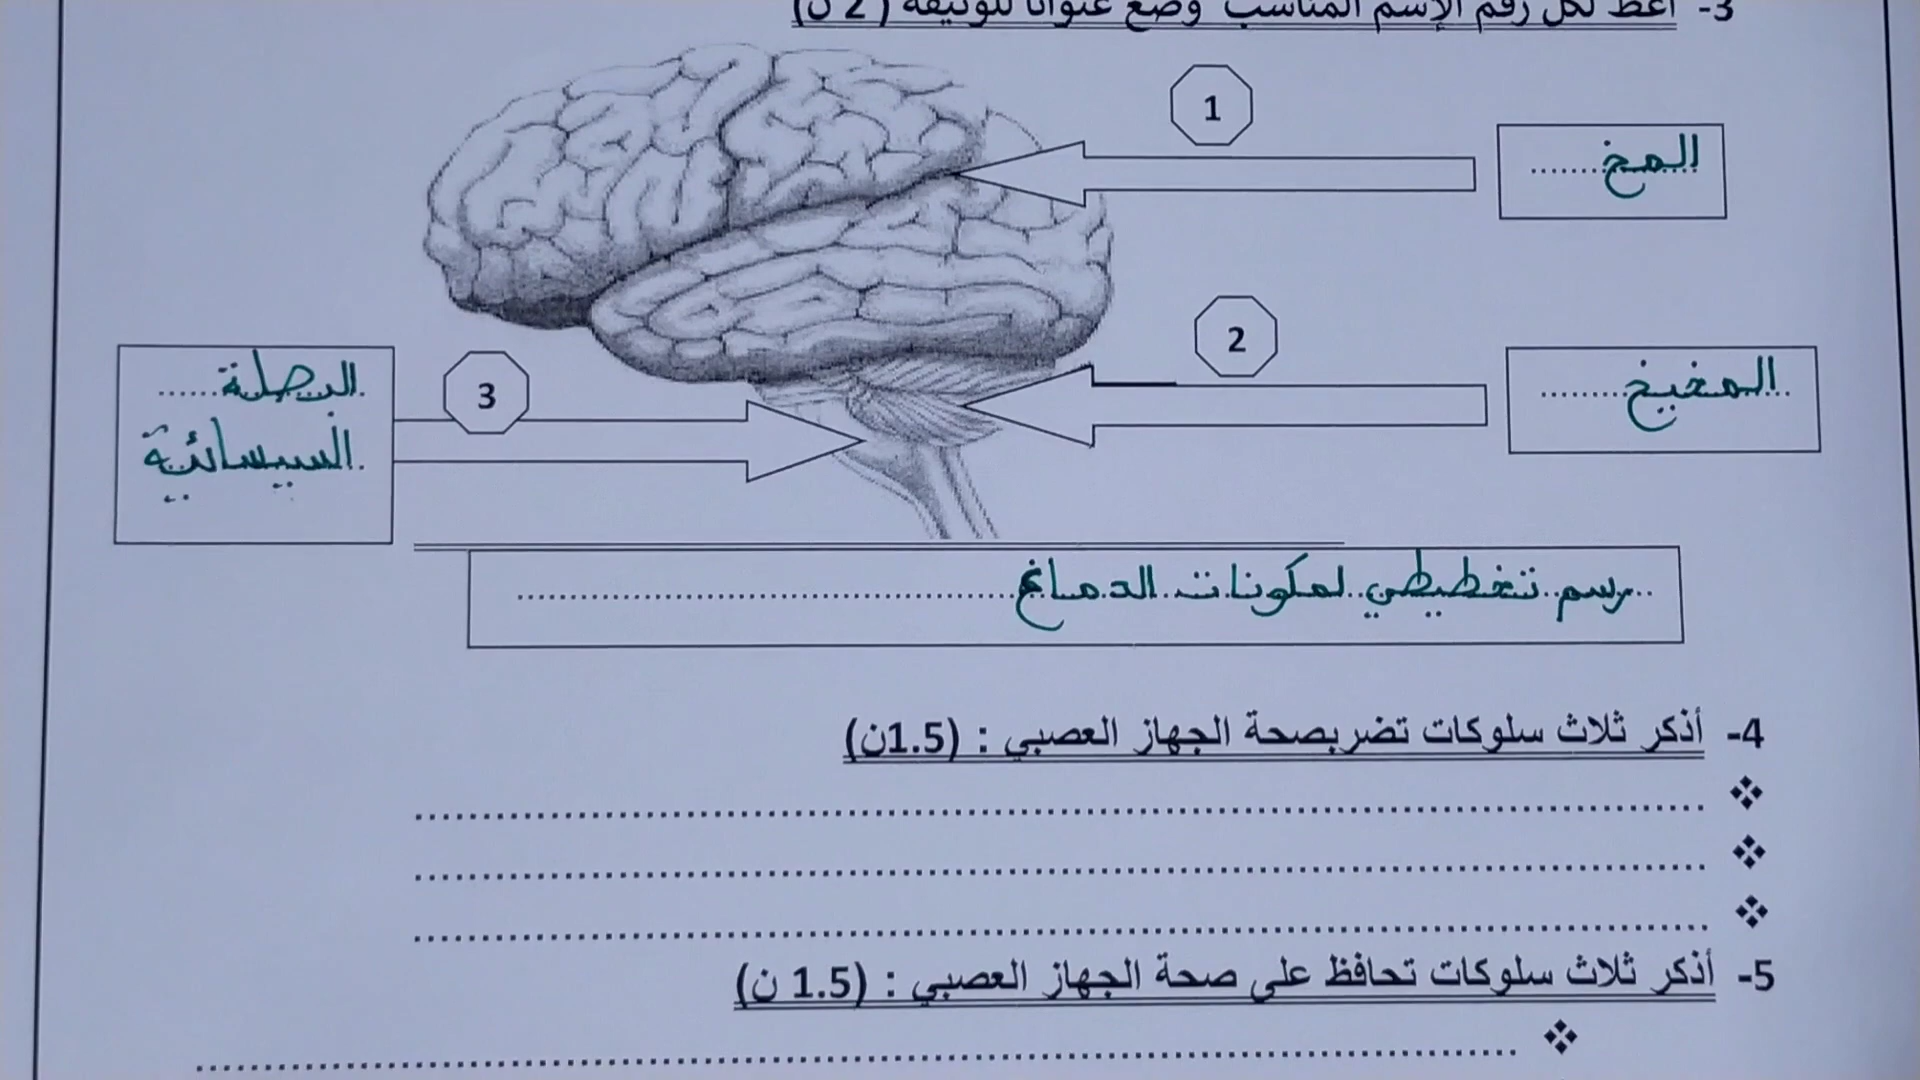 3- أعط لكل رقم الإسم المناسب وضع عنوانا للوثيقة ( 2 ن)
1
المخ
2
المخيخ
3
البصلة
السيسائية
رسم تخطيطي لمكونات الدماغ
4- أذكر ثلاث سلوكات تضربصحة الجهاز العصبي : (1.5ن)
5- أذكر ثلاث سلوكات تحافظ على صحة الجهاز العصبي : (1.5 ن)